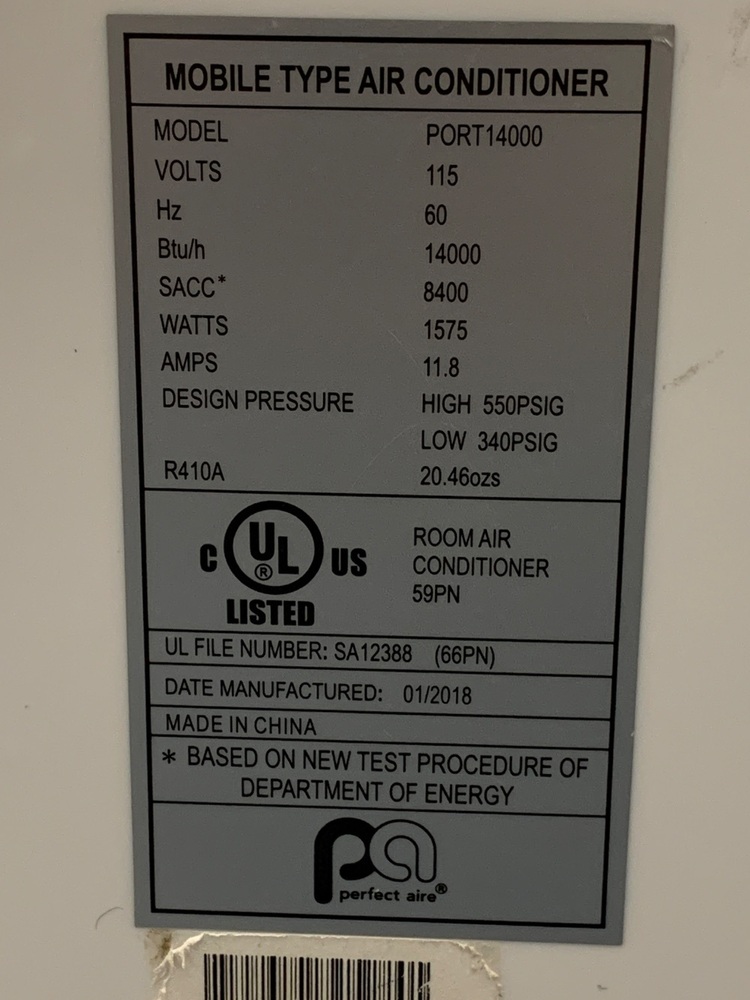 MOBILE TYPE AIR CONDITIONER
MODEL PORT14000
VOLTS 115
Hz 60
Btu/h 14000
SACC* 8400
WATTS 1575
AMPS 11.8
DESIGN PRESSURE HIGH 550PSIG
LOW 340PSIG
R410A 20.46ozs
C UL® US
LISTED
ROOM AIR
CONDITIONER
59PN
UL FILE NUMBER: SA12388 (66PN)
DATE MANUFACTURED: 01/2018
MADE IN CHINA
* BASED ON NEW TEST PROCEDURE OF
DEPARTMENT OF ENERGY
pa
perfect aire®